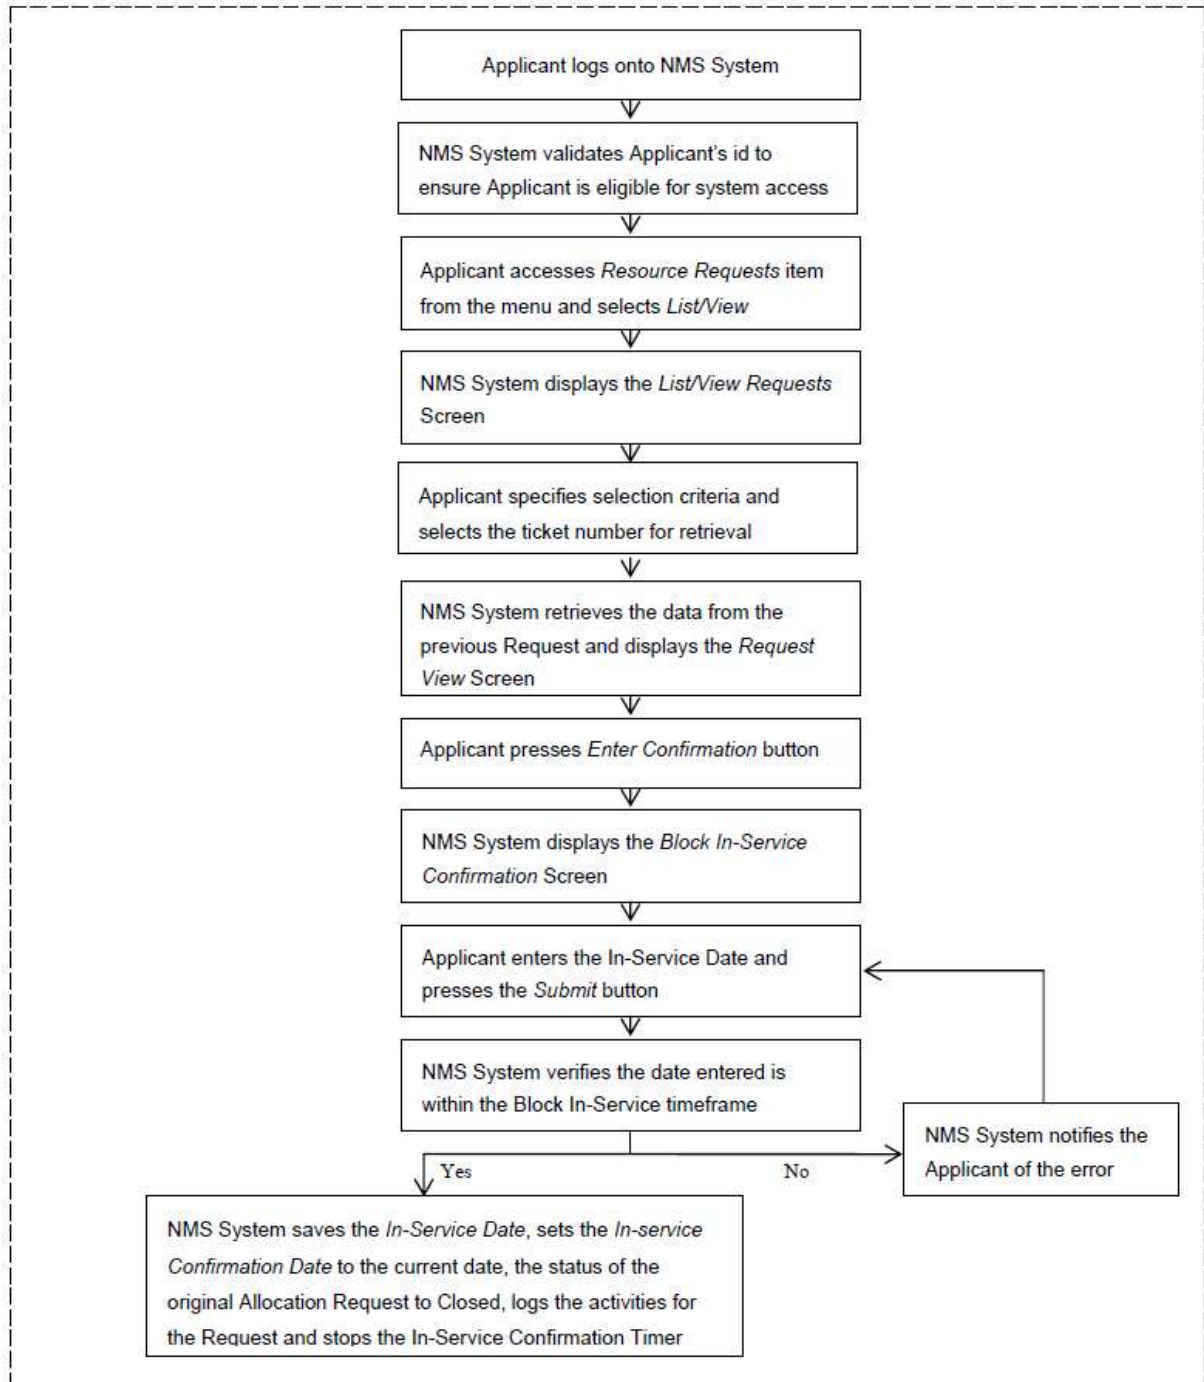 Applicant logs onto NMS System
NMS System validates Applicant's id to
ensure Applicant is eligible for system access
Applicant accesses Resource Requests item
from the menu and selects List/View
NMS System displays the List/View Requests
Screen
Applicant specifies selection criteria and
selects the ticket number for retrieval
NMS System retrieves the data from the
previous Request and displays the Request
View Screen
Applicant presses Enter Confirmation button
NMS System displays the Block In-Service
Confirmation Screen
Applicant enters the In-Service Date and
presses the Submit button
NMS System verifies the date entered is
within the Block In-Service timeframe
NMS System notifies the
Applicant of the error
Yes
No
NMS System saves the In-Service Date, sets the In-service
Confirmation Date to the current date, the status of the
original Allocation Request to Closed, logs the activities for
the Request and stops the In-Service Confirmation Timer